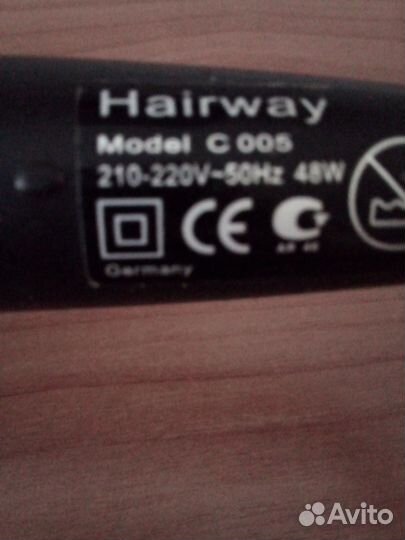 Hairway
Model C 005
210-220V~50Hz 48W
CE
Germany
Avito